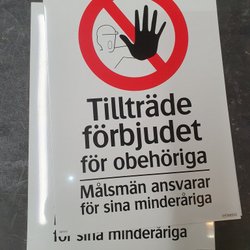 Tillträde
förbjudet
för obehöriga
Målsmän ansvarar
för sina minderåriga
för sina minderåriga